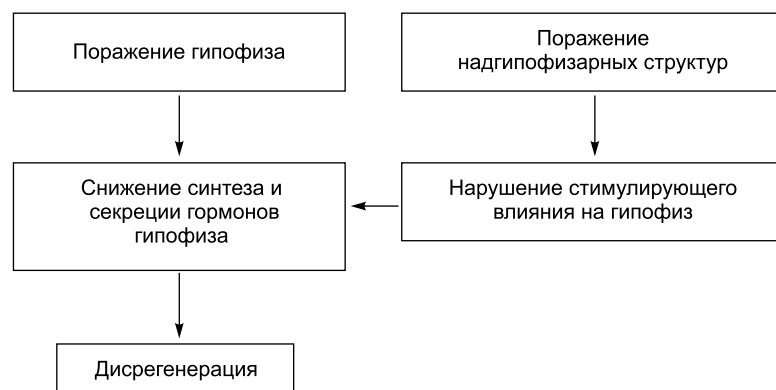 Поражение гипофиза
Поражение
надгипофизарных структур
Снижение синтеза и
секреции гормонов
гипофиза
Нарушение стимулирующего
влияния на гипофиз
Дисрегенерация